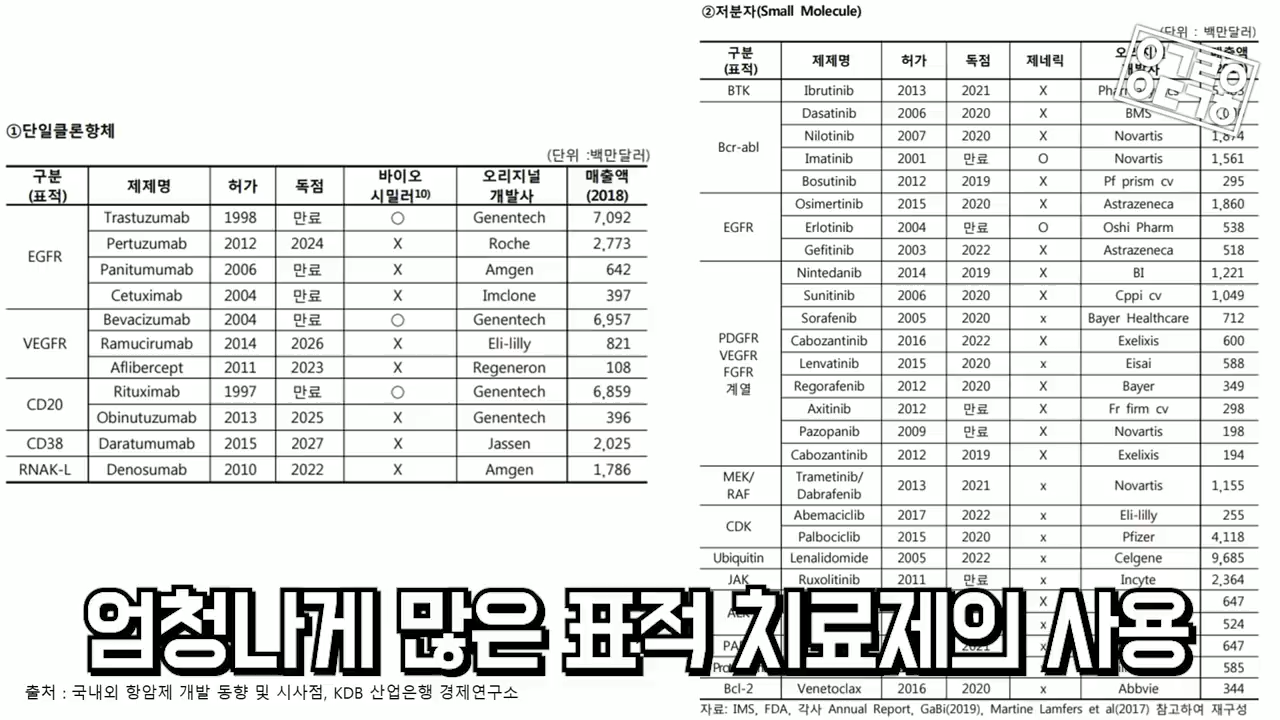 ①단일클론항체
(단위 :백만달러)
구분 (표적) 제제명 허가 독점 바이오 시밀러10) 오리지널 개발사 매출액 (2018)
EGFR Trastuzumab 1998 만료 ○ Genentech 7,092
Pertuzumab 2012 2024 X Roche 2,773
Panitumumab 2006 만료 X Amgen 642
Cetuximab 2004 만료 X Imclone 397
VEGFR Bevacizumab 2004 만료 ○ Genentech 6,957
Ramucirumab 2014 2026 X Eli-lilly 821
Aflibercept 2011 2023 X Regeneron 108
CD20 Rituximab 1997 만료 ○ Genentech 6,859
Obinutuzumab 2013 2025 X Genentech 396
CD38 Daratumumab 2015 2027 X Jassen 2,025
RNAK-L Denosumab 2010 2022 X Amgen 1,786
②저분자(Small Molecule)
(단위 : 백만달러)
구분 (표적) 제제명 허가 독점 제네릭 개발사 매출액
BTK Ibrutinib 2013 2021 X
Bcr-abl Dasatinib 2006 2020 X BMS
Nilotinib 2007 2020 X Novartis 1,874
Imatinib 2001 만료 O Novartis 1,561
Bosutinib 2012 2019 X Pf prism cv 295
EGFR Osimertinib 2015 2020 X Astrazeneca 1,860
Erlotinib 2004 만료 O Oshi Pharm 538
Gefitinib 2003 2022 X Astrazeneca 518
PDGFR VEGFR FGFR 계열 Nintedanib 2014 2019 X BI 1,221
Sunitinib 2006 2020 X Cppi cv 1,049
Sorafenib 2005 2020 x Bayer Healthcare 712
Cabozantinib 2016 2022 X Exelixis 600
Lenvatinib 2015 2020 x Eisai 588
Regorafenib 2012 2020 X Bayer 349
Axitinib 2012 만료 X Fr firm cv 298
Pazopanib 2009 만료 X Novartis 198
Cabozantinib 2012 2019 X Exelixis 194
MEK/ RAF Trametinib/ Dabrafenib 2013 2021 x Novartis 1,155
CDK Abemaciclib 2017 2022 x Eli-lilly 255
Palbociclib 2015 2020 x Pfizer 4,118
Ubiquitin Lenalidomide 2005 2022 x Celgene 9,685
JAK Ruxolitinib 2011 만료 x Incyte 2,364
X 647
x 524
647
585
Bcl-2 Venetoclax 2016 2020 x Abbvie 344
자료: IMS, FDA, 각사 Annual Report, GaBi(2019), Martine Lamfers et al(2017) 참고하여 재구성
엄청나게 많은 표적 치료제의 사용
출처 : 국내외 항암제 개발 동향 및 시사점, KDB 산업은행 경제연구소